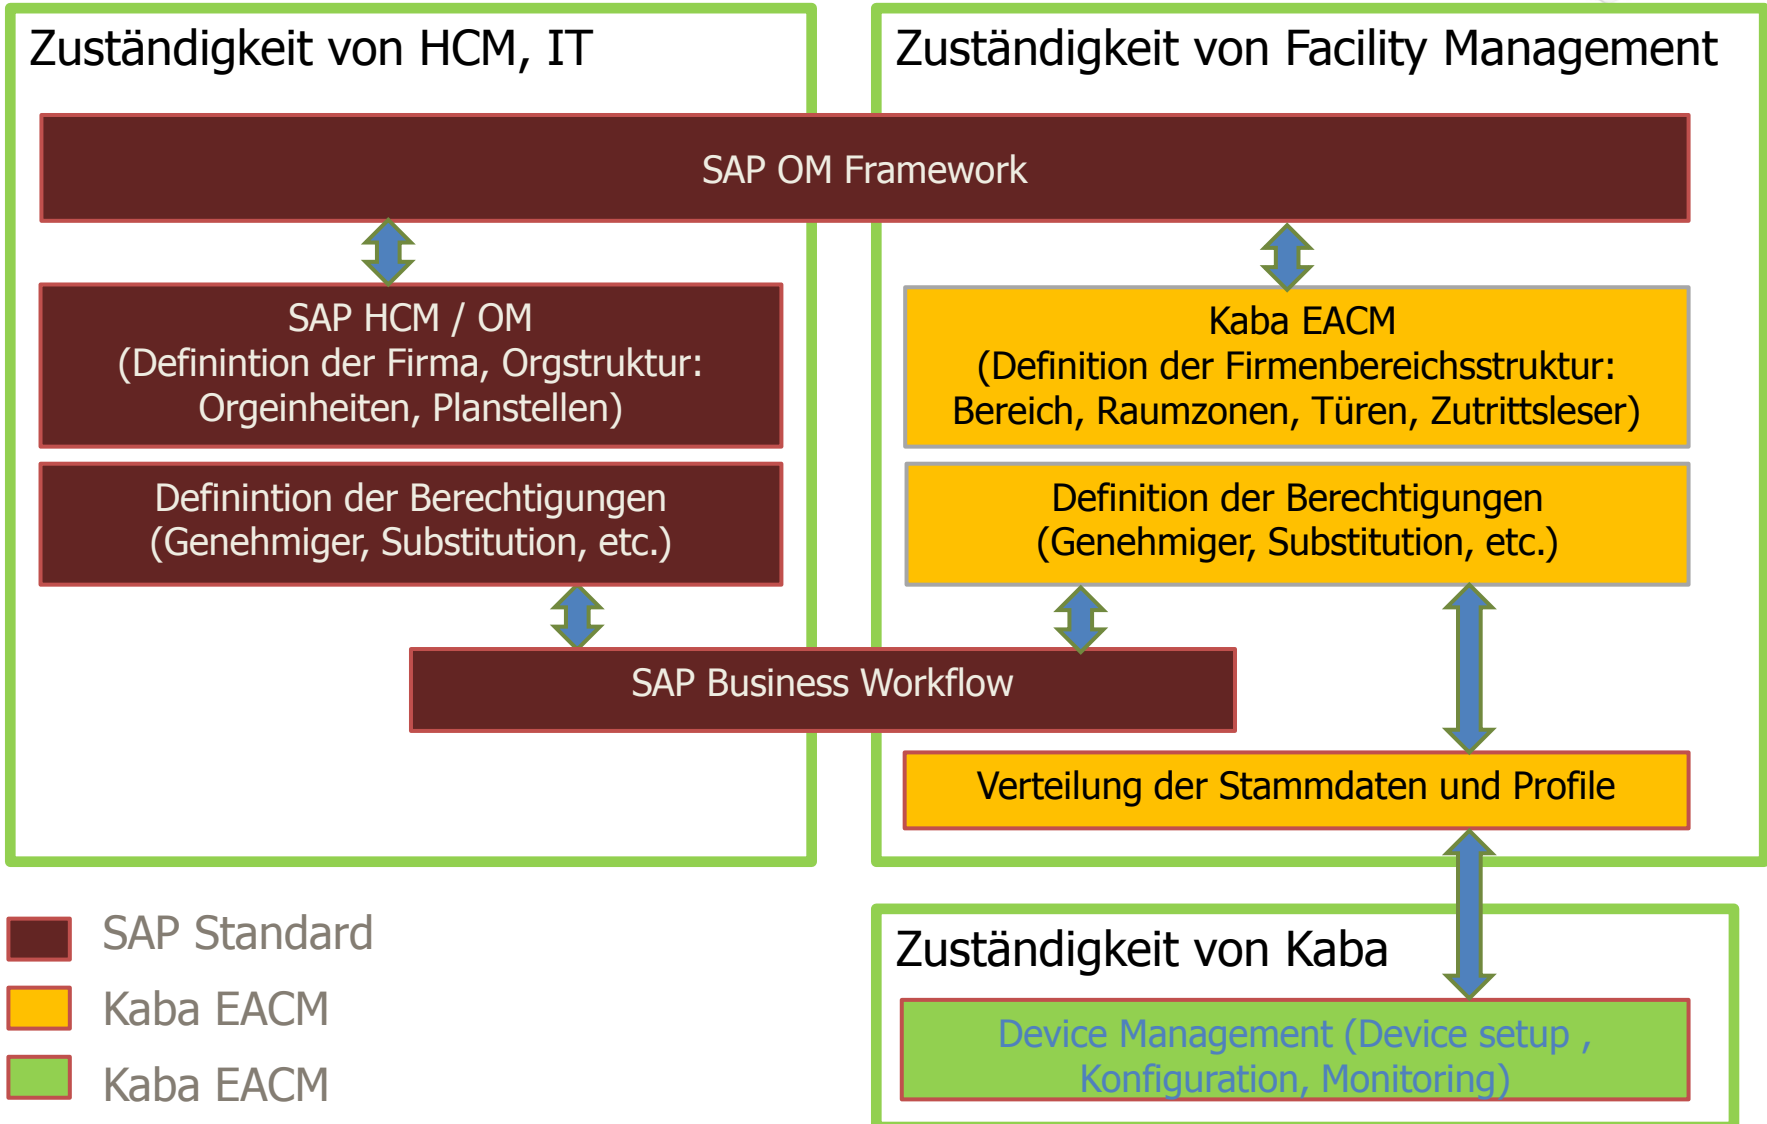 Zuständigkeit von HCM, IT
Zuständigkeit von Facility Management
SAP OM Framework
SAP HCM / OM
(Definintion der Firma, Orgstruktur:
Orgeinheiten, Planstellen)
Kaba EACM
(Definition der Firmenbereichsstruktur:
Bereich, Raumzonen, Türen, Zutrittsleser)
Definintion der Berechtigungen
(Genehmiger, Substitution, etc.)
Definition der Berechtigungen
(Genehmiger, Substitution, etc.)
SAP Business Workflow
Verteilung der Stammdaten und Profile
SAP Standard
Kaba EACM
Kaba EACM
Zuständigkeit von Kaba
Device Management (Device setup ,
Konfiguration, Monitoring)